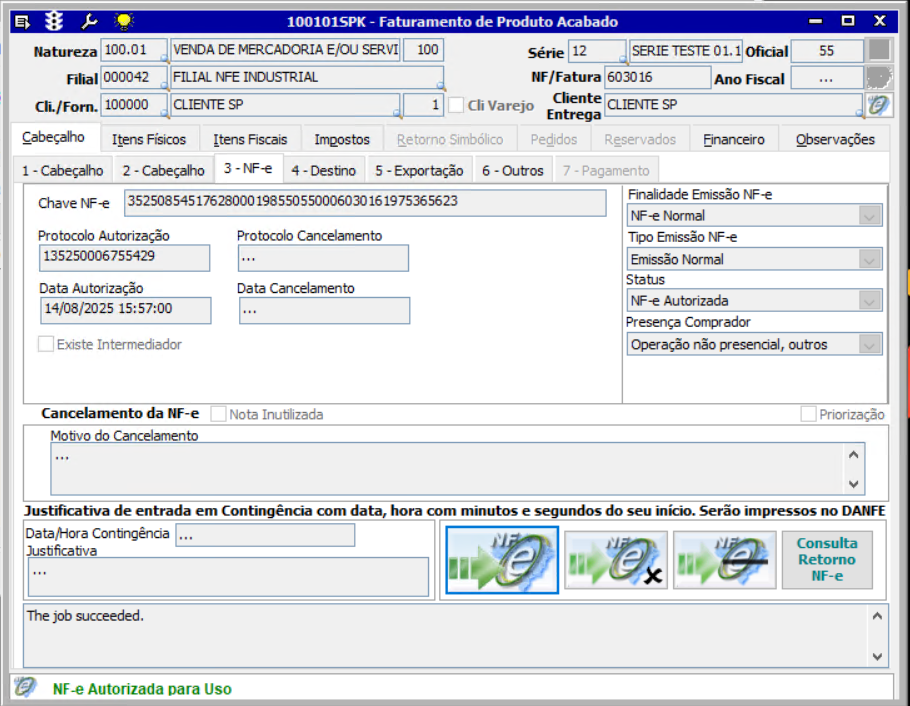 100101SPK - Faturamento de Produto Acabado
Natureza 100.01 VENDA DE MERCADORIA E/OU SERVI 100 Série 12 SERIE TESTE 01.1 Oficial 55
Filial 000042 FILIAL NFE INDUSTRIAL NF/Fatura 603016 Ano Fiscal ...
Cli./Forn. 100000 CLIENTE SP 1 Cli Varejo Cliente Entrega CLIENTE SP
Cabeçalho Itens Físicos Itens Fiscais Impostos Retorno Simbólico Pedidos Reservados Financeiro Observações
1 - Cabeçalho 2 - Cabeçalho 3 - NF-e 4 - Destino 5 - Exportação 6 - Outros 7 - Pagamento
Chave NF-e 35250854517628000198550550006030161975365623
Finalidade Emissão NF-e
NF-e Normal
Protocolo Autorização Protocolo Cancelamento
Tipo Emissão NF-e
135250006755429 ...
Emissão Normal
Data Autorização Data Cancelamento
Status
14/08/2025 15:57:00 ...
NF-e Autorizada
Presença Comprador
Existe Intermediador
Operação não presencial, outros
Cancelamento da NF-e Nota Inutilizada Priorização
Motivo do Cancelamento
...
Justificativa de entrada em Contingência com data, hora com minutos e segundos do seu início. Serão impressos no DANFE
Data/Hora Contingência ...
Justificativa
...
NF e NF e x NF e
Consulta
Retorno
NF-e
The job succeeded.
NF-e Autorizada para Uso